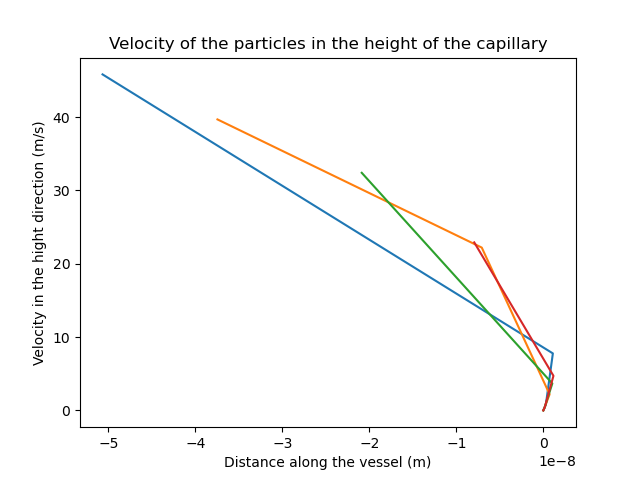 Velocity of the particles in the height of the capillary
Velocity in the hight direction (m/s)
40
30
20
10
0
−5
−4
−3
−2
−1
0
1e−8
Distance along the vessel (m)